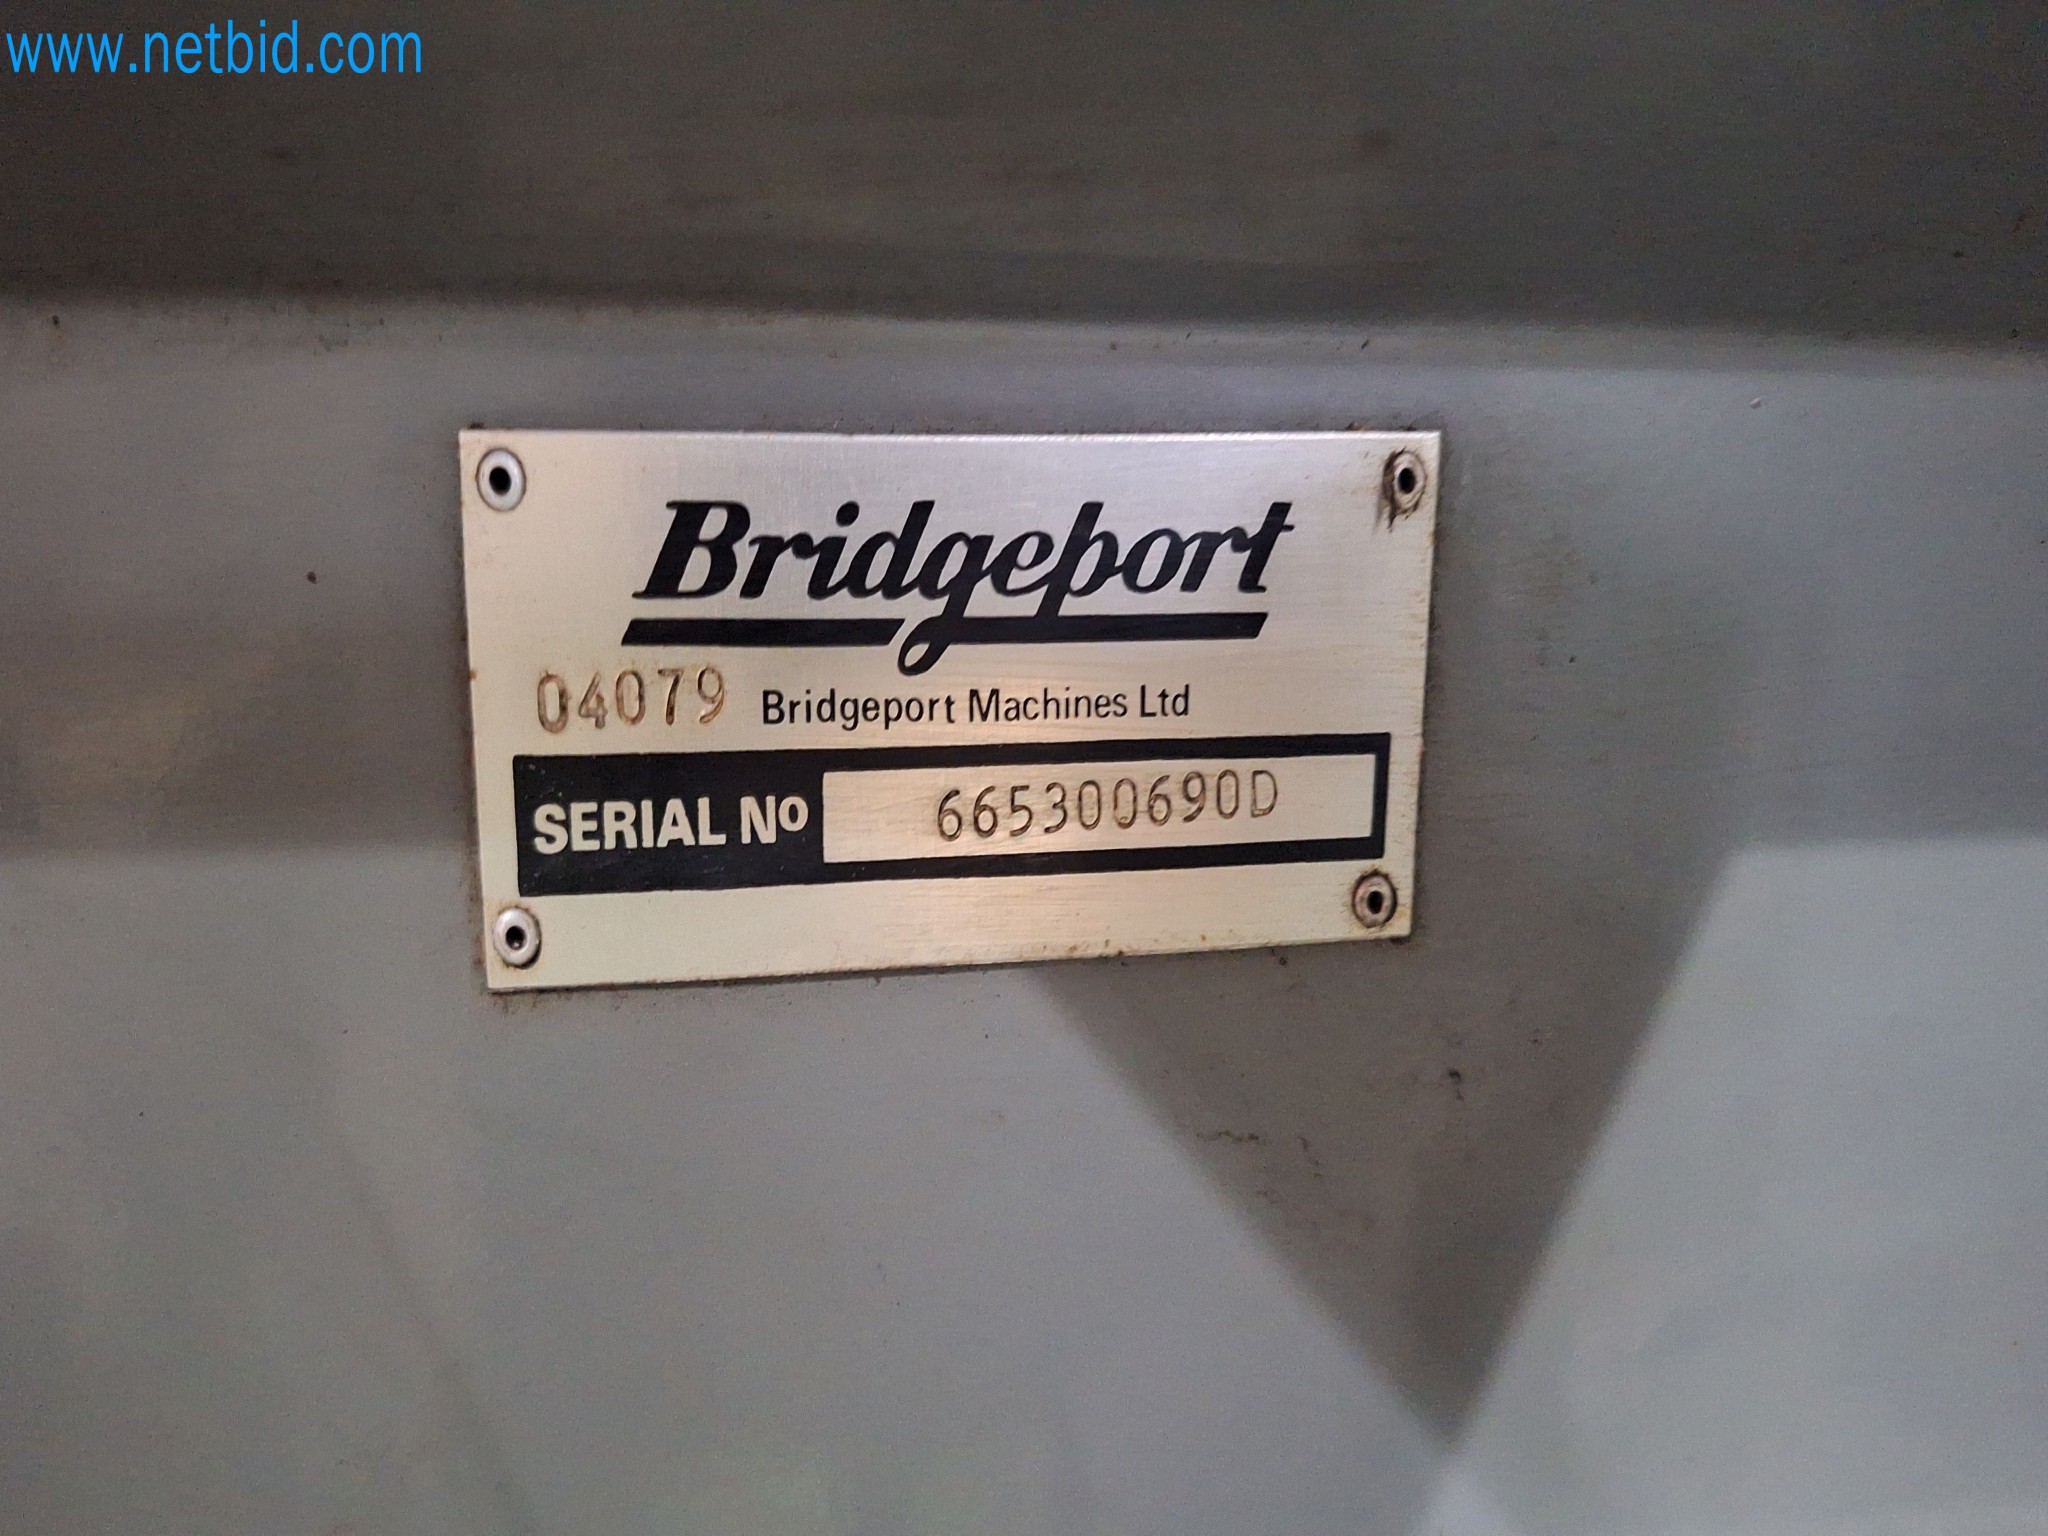 www.netbid.com
Bridgeport
04079 Bridgeport Machines Ltd
SERIAL No 665300690D